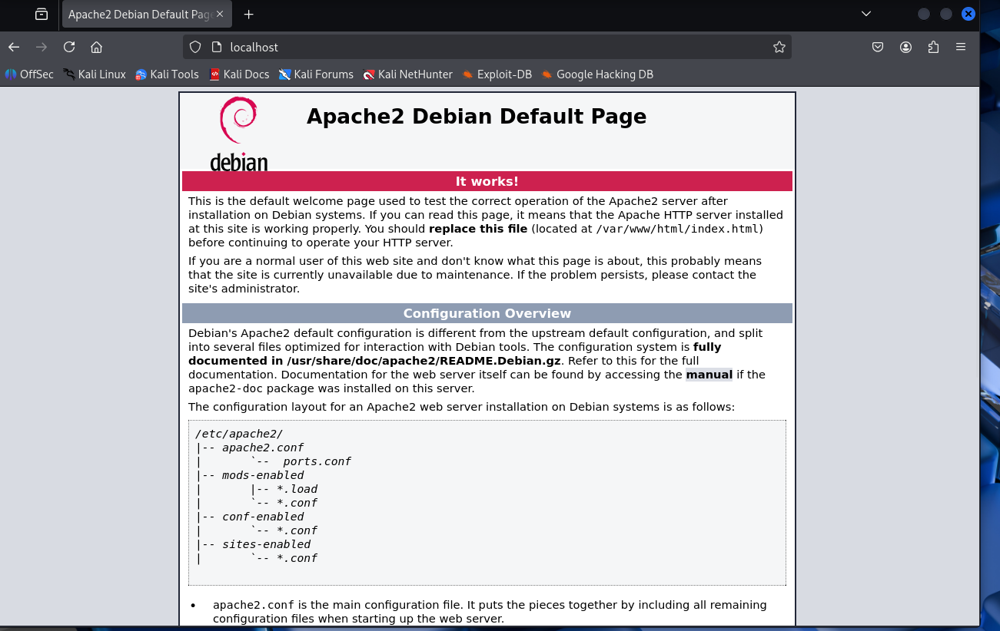 Apache2 Debian Default Page
localhost
OffSec Kali Linux Kali Tools Kali Docs Kali Forums Kali NetHunter Exploit-DB Google Hacking DB
debian
Apache2 Debian Default Page
It works!
This is the default welcome page used to test the correct operation of the Apache2 server after
installation on Debian systems. If you can read this page, it means that the Apache HTTP server installed
at this site is working properly. You should replace this file (located at /var/www/html/index.html)
before continuing to operate your HTTP server.
If you are a normal user of this web site and don't know what this page is about, this probably means
that the site is currently unavailable due to maintenance. If the problem persists, please contact the
site's administrator.
Configuration Overview
Debian's Apache2 default configuration is different from the upstream default configuration, and split
into several files optimized for interaction with Debian tools. The configuration system is fully
documented in /usr/share/doc/apache2/README.Debian.gz. Refer to this for the full
documentation. Documentation for the web server itself can be found by accessing the manual if the
apache2-doc package was installed on this server.
The configuration layout for an Apache2 web server installation on Debian systems is as follows:
/etc/apache2/
|-- apache2.conf
|       `--  ports.conf
|-- mods-enabled
|       |-- *.load
|       `-- *.conf
|-- conf-enabled
|       `-- *.conf
|-- sites-enabled
|       `-- *.conf
• apache2.conf is the main configuration file. It puts the pieces together by including all remaining
configuration files when starting up the web server.